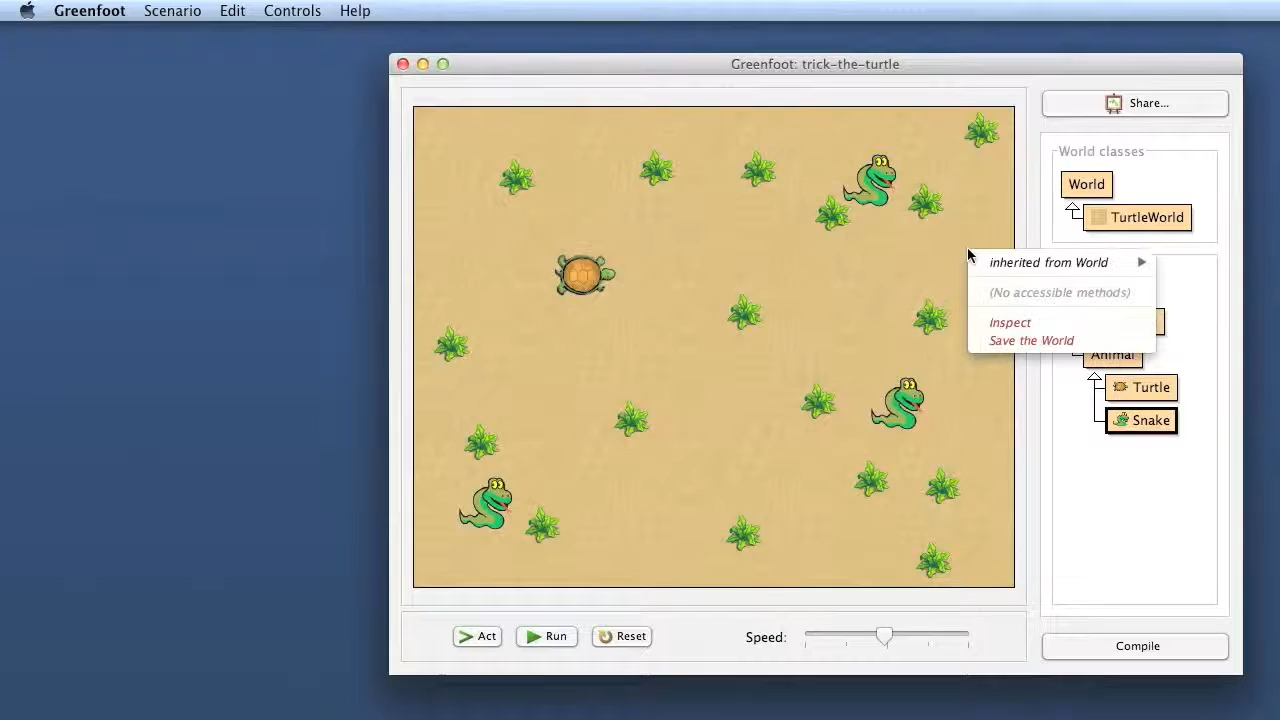 Greenfoot Scenario Edit Controls Help
Greenfoot: trick-the-turtle
Share...
World classes
World
TurtleWorld
inherited from World
(No accessible methods)
Inspect
Save the World
Animal
Turtle
Snake
Act Run Reset Speed:
Compile